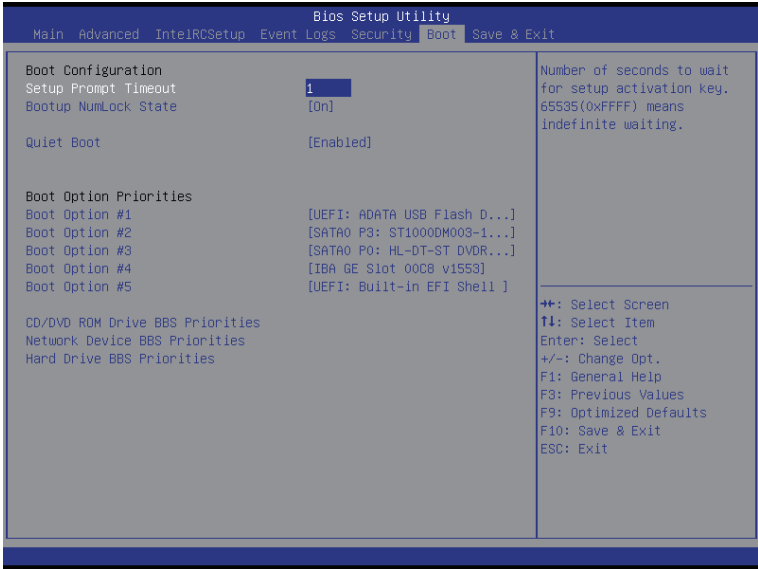 Bios Setup Utility
Main Advanced IntelRCSetup Event Logs Security Boot Save & Exit
Boot Configuration
Setup Prompt Timeout 1
Bootup NumLock State [On]
Quiet Boot [Enabled]
Boot Option Priorities
Boot Option #1 [UEFI: ADATA USB Flash D...]
Boot Option #2 [SATA0 P3: ST1000DM003-1...]
Boot Option #3 [SATA0 P0: HL-DT-ST DVDR...]
Boot Option #4 [IBA GE Slot 00C8 v1553]
Boot Option #5 [UEFI: Built-in EFI Shell ]
CD/DVD ROM Drive BBS Priorities
Network Device BBS Priorities
Hard Drive BBS Priorities
Number of seconds to wait
for setup activation key.
65535(0xFFFF) means
indefinite waiting.
→←: Select Screen
↑↓: Select Item
Enter: Select
+/-: Change Opt.
F1: General Help
F3: Previous Values
F9: Optimized Defaults
F10: Save & Exit
ESC: Exit